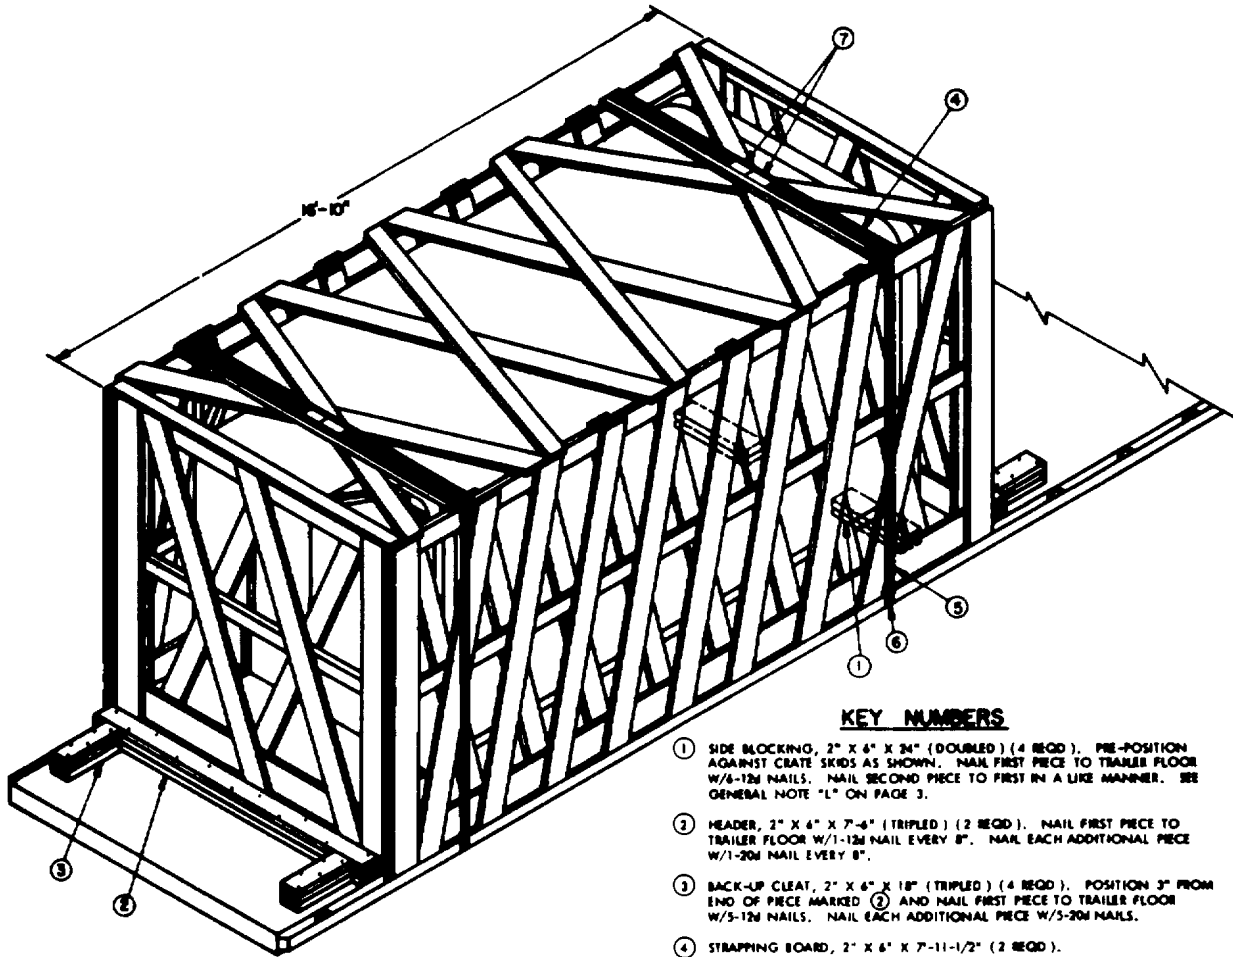 7
4
16'-10"
5
6
1
3
2
KEY NUMBERS
1 SIDE BLOCKING, 2" X 6" X 24" (DOUBLED) (4 REQD). PRE-POSITION
AGAINST CRATE SKIDS AS SHOWN. NAIL FIRST PIECE TO TRAILER FLOOR
W/6-12d NAILS. NAIL SECOND PIECE TO FIRST IN A LIKE MANNER. SEE
GENERAL NOTE "L" ON PAGE 3.
2 HEADER, 2" X 6" X 7'-6" (TRIPLED) (2 REQD). NAIL FIRST PIECE TO
TRAILER FLOOR W/1-12d NAIL EVERY 8". NAIL EACH ADDITIONAL PIECE
W/1-20d NAIL EVERY 8".
3 BACK-UP CLEAT, 2" X 6" X 18" (TRIPLED) (4 REQD). POSITION 3" FROM
END OF PIECE MARKED 2 AND NAIL FIRST PIECE TO TRAILER FLOOR
W/5-12d NAILS. NAIL EACH ADDITIONAL PIECE W/5-20d NAILS.
4 STRAPPING BOARD, 2" X 6" X 7'-11-1/2" (2 REQD).